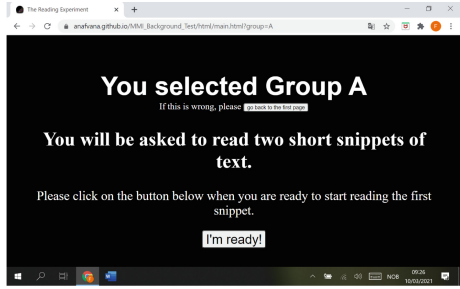 The Reading Experiment
anafvana.github.io/MMI_Background_Test/html/main.html?group=A
You selected Group A
If this is wrong, please go back to the first page
You will be asked to read two short snippets of
text.
Please click on the button below when you are ready to start reading the first
snippet.
I'm ready!
NOB
09:26
10/03/2021